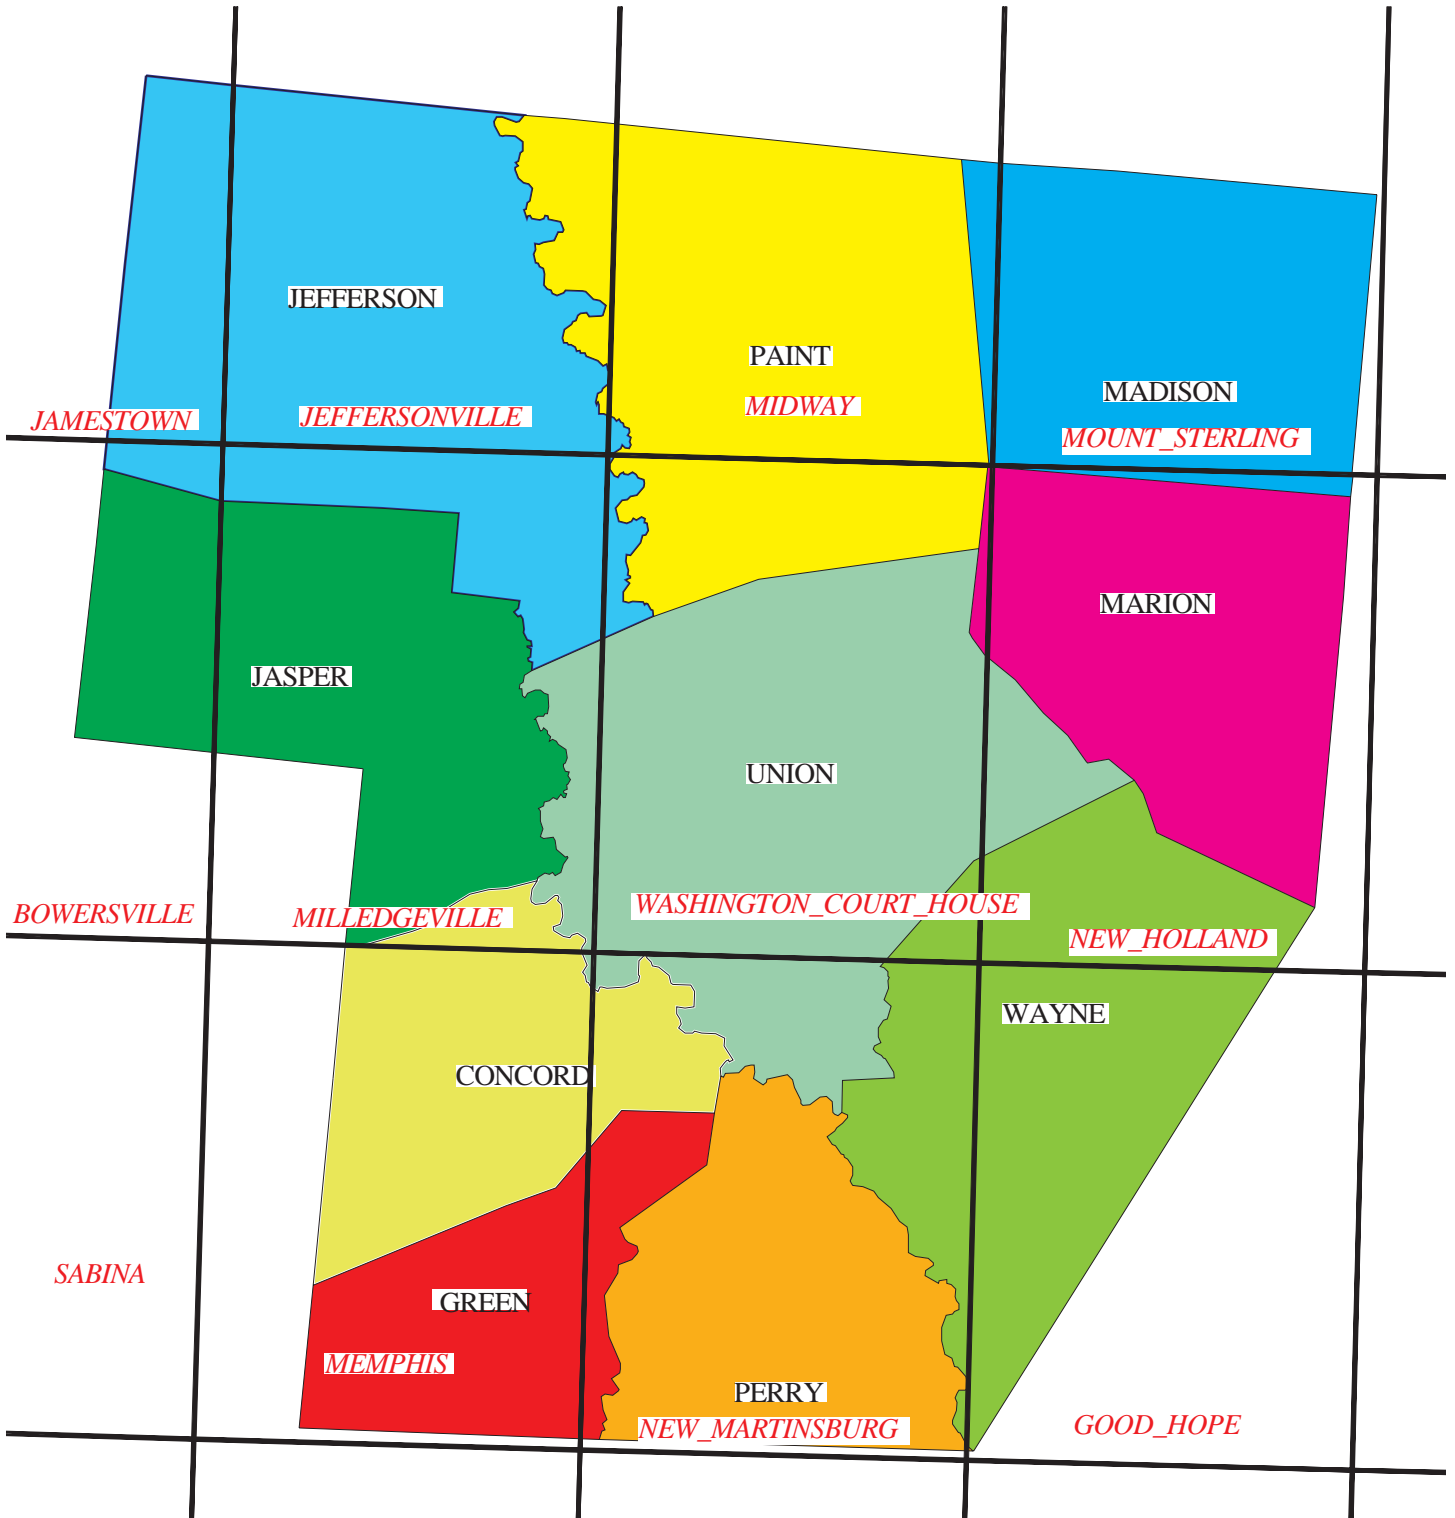 JEFFERSON
PAINT
MADISON
JAMESTOWN
JEFFERSONVILLE
MIDWAY
MOUNT_STERLING
MARION
JASPER
UNION
BOWERSVILLE
MILLEDGEVILLE
WASHINGTON_COURT_HOUSE
NEW_HOLLAND
WAYNE
CONCORD
SABINA
GREEN
MEMPHIS
PERRY
NEW_MARTINSBURG
GOOD_HOPE